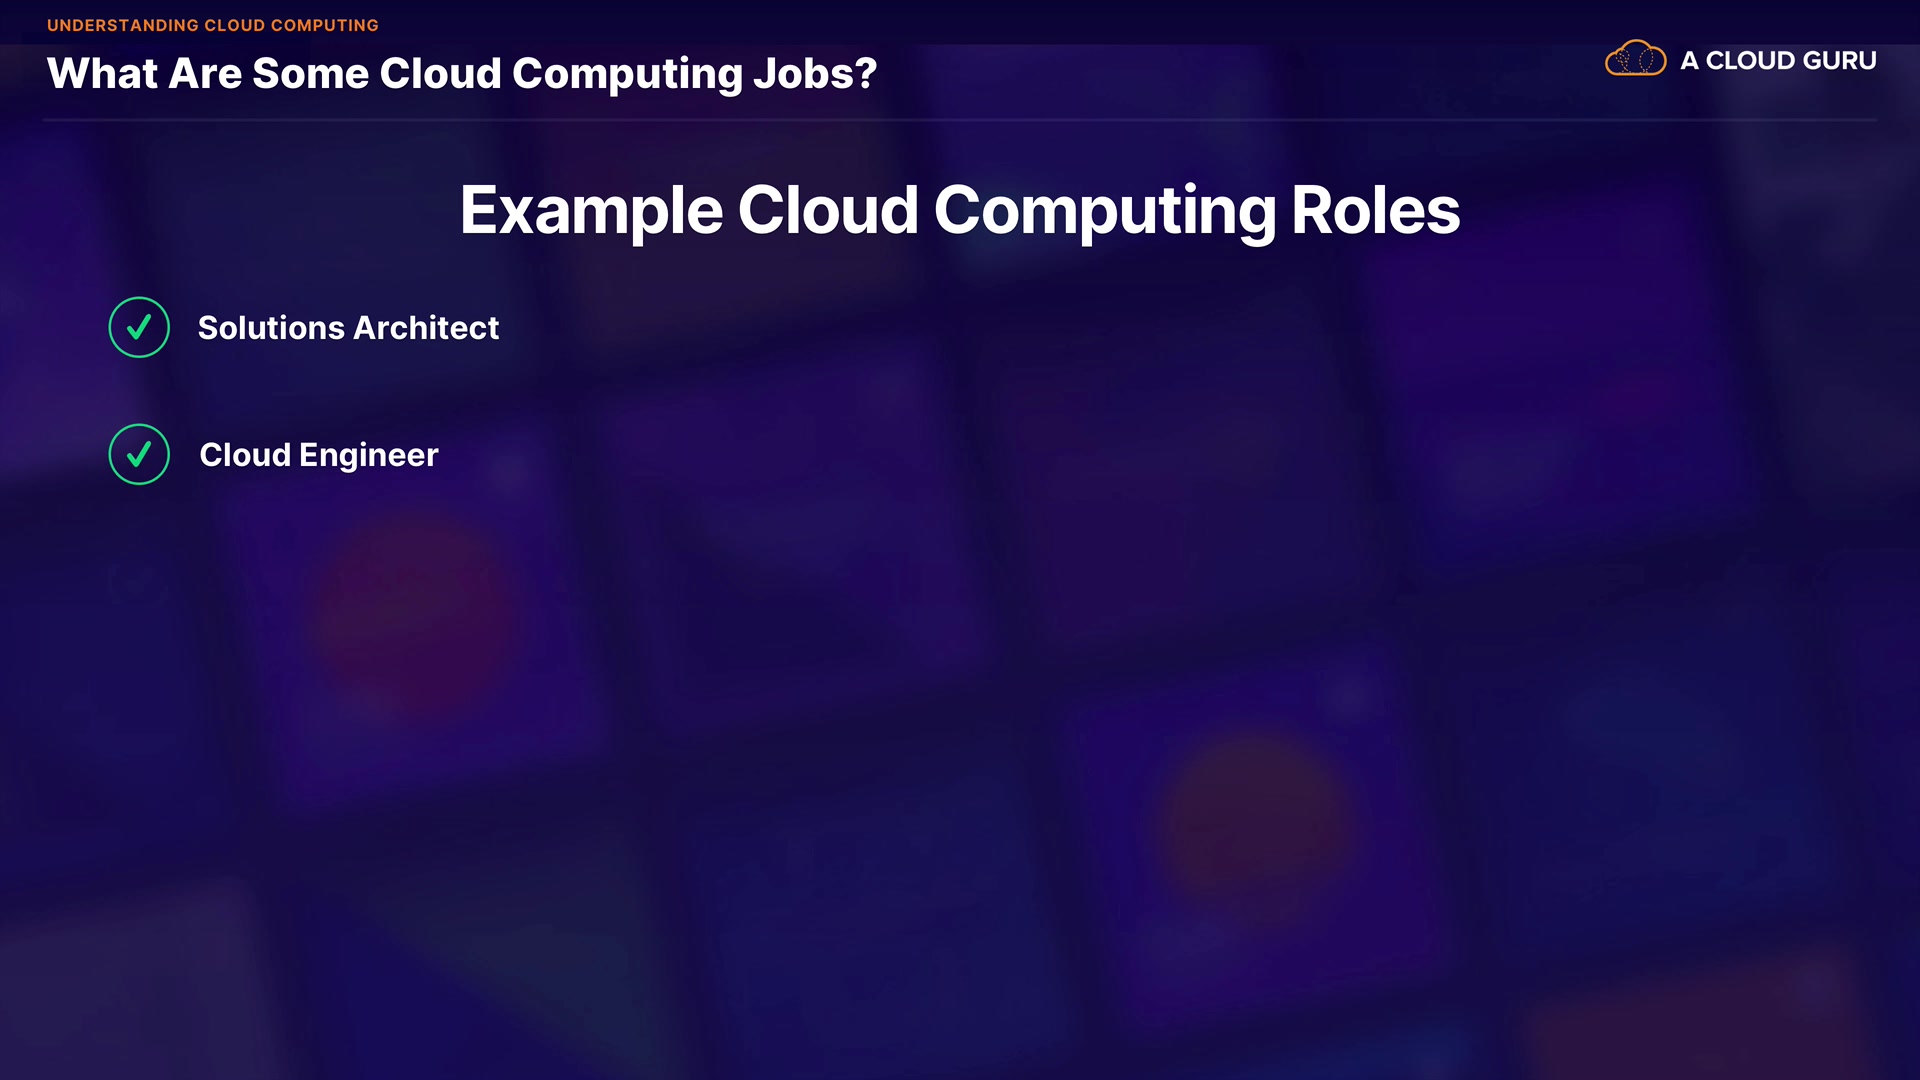 UNDERSTANDING CLOUD COMPUTING
What Are Some Cloud Computing Jobs?
A CLOUD GURU
Example Cloud Computing Roles
Solutions Architect
Cloud Engineer